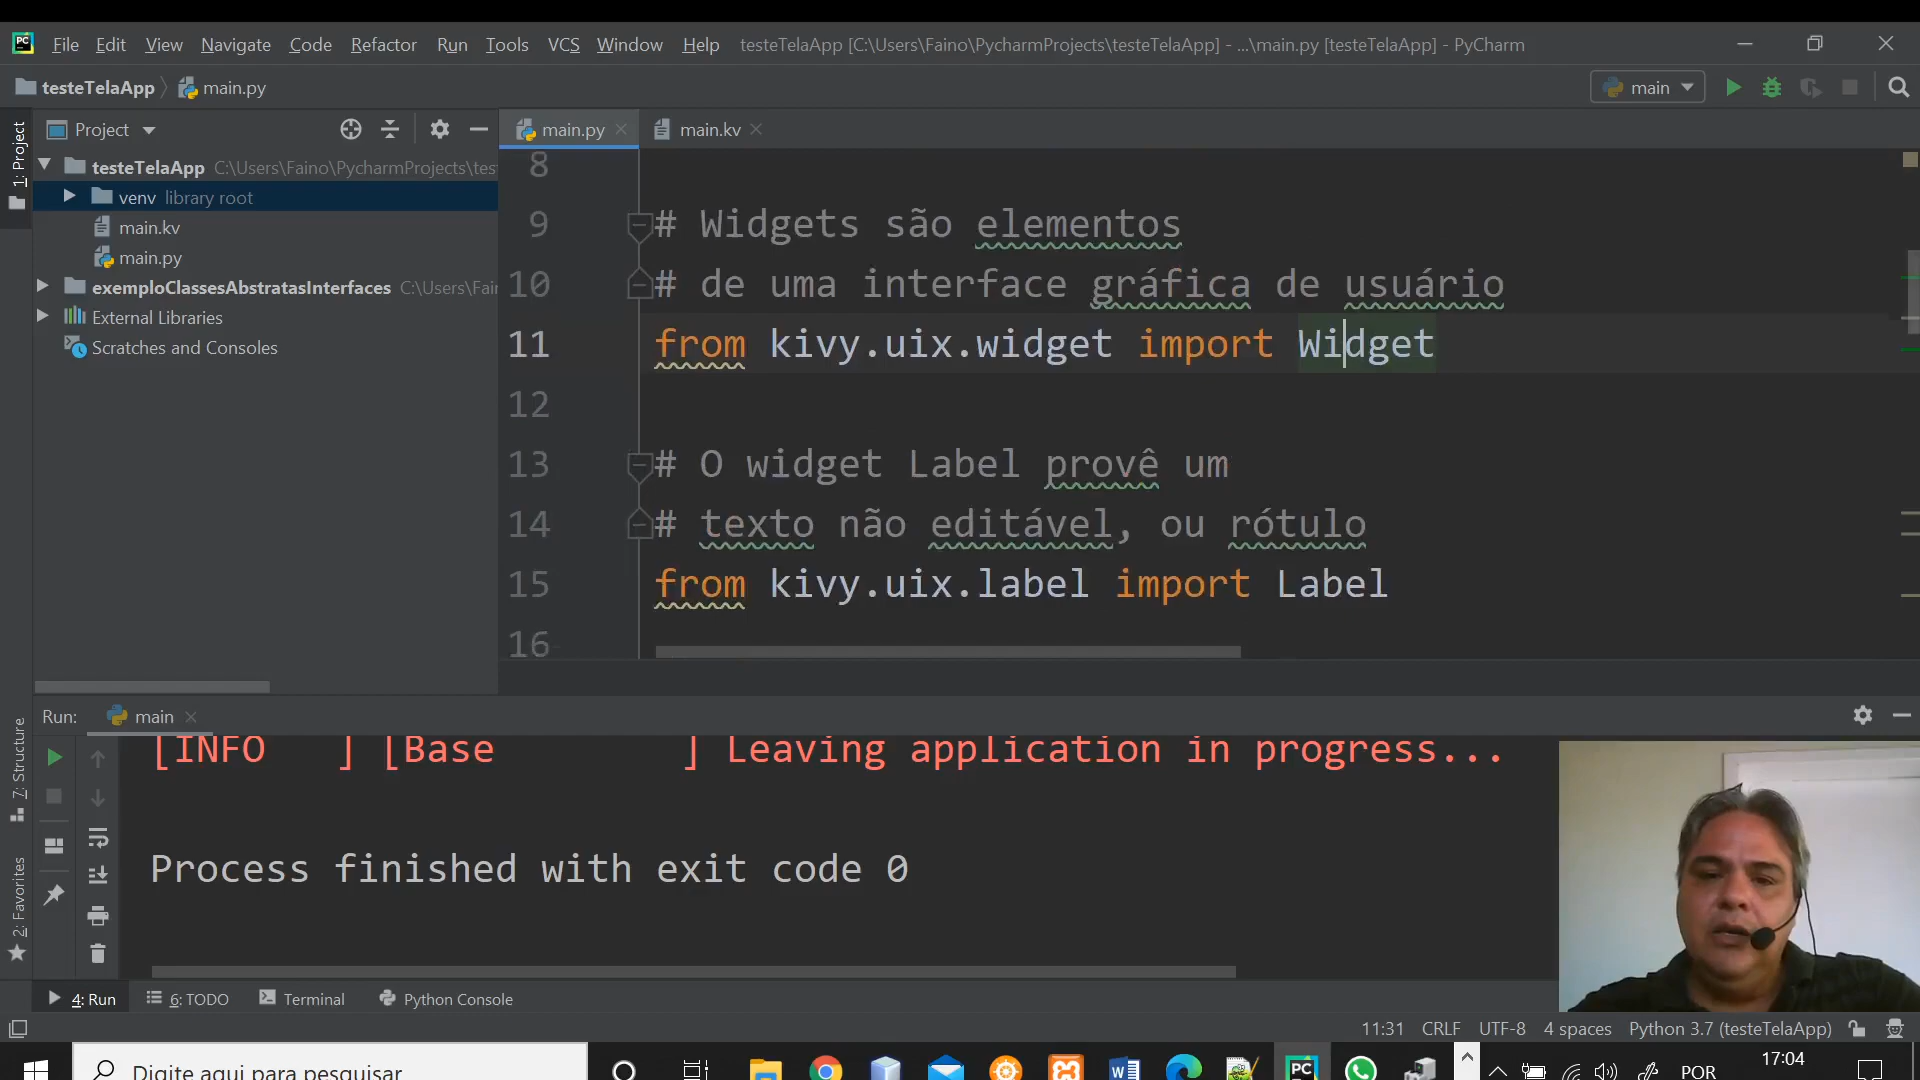 PC File Edit View Navigate Code Refactor Run Tools VCS Window Help testeTelaApp [C:\Users\Faino\PycharmProjects\testeTelaApp] - ...\main.py [testeTelaApp] - PyCharm
testeTelaApp main.py main
1: Project
Project
main.py main.kv
testeTelaApp C:\Users\Faino\PycharmProjects\tes
venv library root
main.kv
main.py
exemploClassesAbstratasInterfaces C:\Users\Fai
External Libraries
Scratches and Consoles
8
9 # Widgets são elementos
10 # de uma interface gráfica de usuário
11 from kivy.uix.widget import Widget
12
13 # O widget Label provê um
14 # texto não editável, ou rótulo
15 from kivy.uix.label import Label
16
7: Structure
2: Favorites
Run: main
[INFO   ] [Base        ] Leaving application in progress...
Process finished with exit code 0
4: Run 6: TODO Terminal Python Console
11:31 CRLF UTF-8 4 spaces Python 3.7 (testeTelaApp)
Digite aqui para pesquisar
PC
POR
17:04